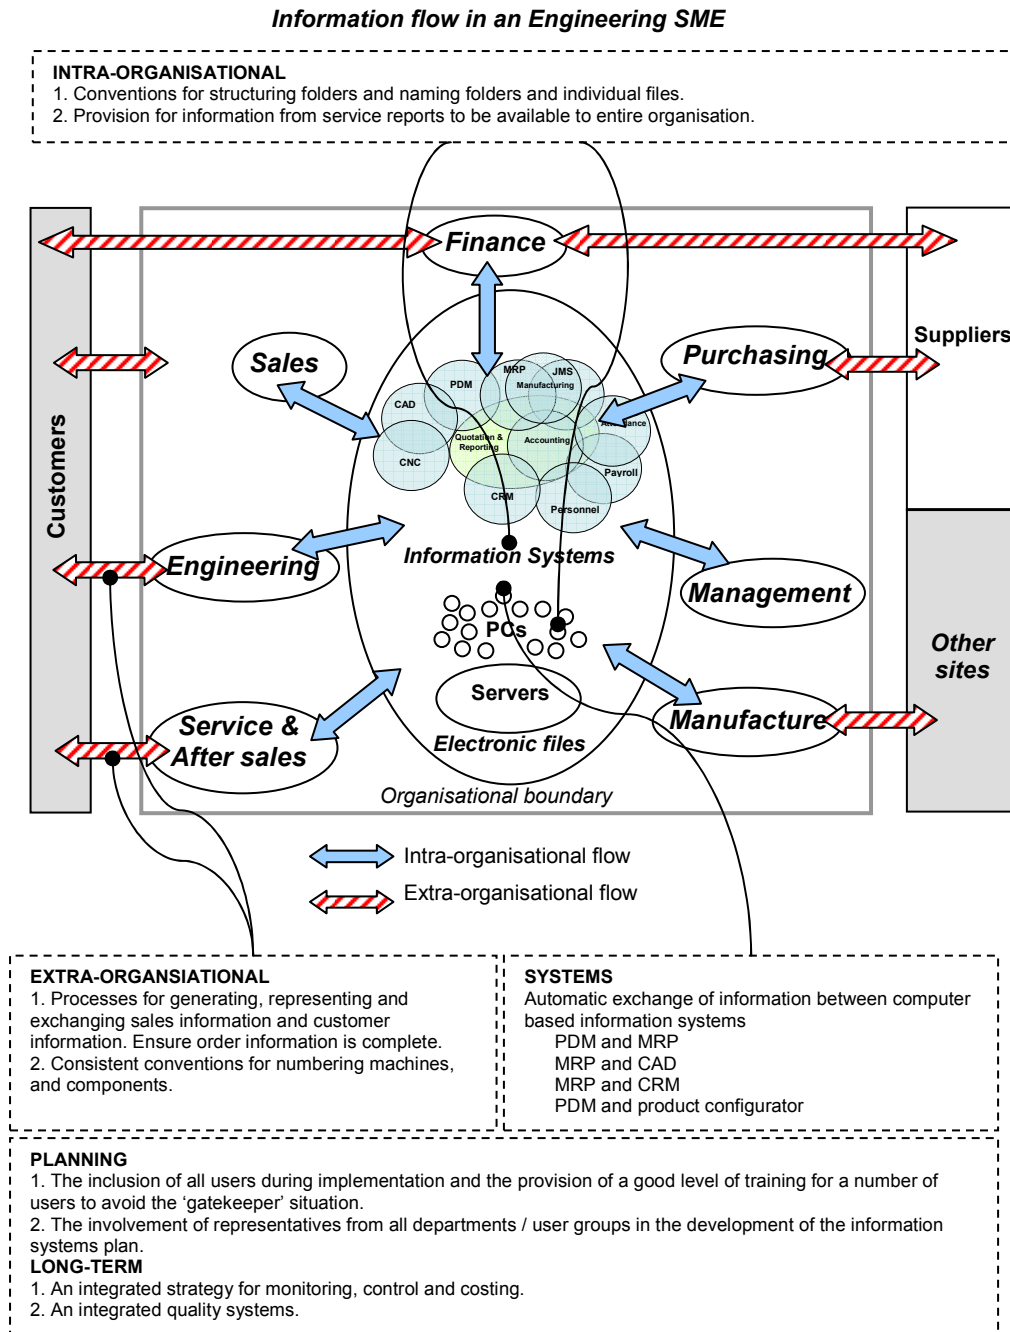 Information flow in an Engineering SME
INTRA-ORGANISATIONAL
1. Conventions for structuring folders and naming folders and individual files.
2. Provision for information from service reports to be available to entire organisation.
Customers
Finance
Sales
Purchasing
Suppliers
MRP
JMS
PDM
Manufacturing
CAD
Attendance
Quotation &
Reporting
Accounting
CNC
Payroll
CRM
Personnel
Engineering
Information Systems
Management
PCs
Other
sites
Servers
Service &
After sales
Manufacture
Electronic files
Organisational boundary
Intra-organisational flow
Extra-organisational flow
EXTRA-ORGANSIATIONAL
1. Processes for generating, representing and
exchanging sales information and customer
information. Ensure order information is complete.
2. Consistent conventions for numbering machines,
and components.
SYSTEMS
Automatic exchange of information between computer
based information systems
PDM and MRP
MRP and CAD
MRP and CRM
PDM and product configurator
PLANNING
1. The inclusion of all users during implementation and the provision of a good level of training for a number of
users to avoid the ‘gatekeeper’ situation.
2. The involvement of representatives from all departments / user groups in the development of the information
systems plan.
LONG-TERM
1. An integrated strategy for monitoring, control and costing.
2. An integrated quality systems.